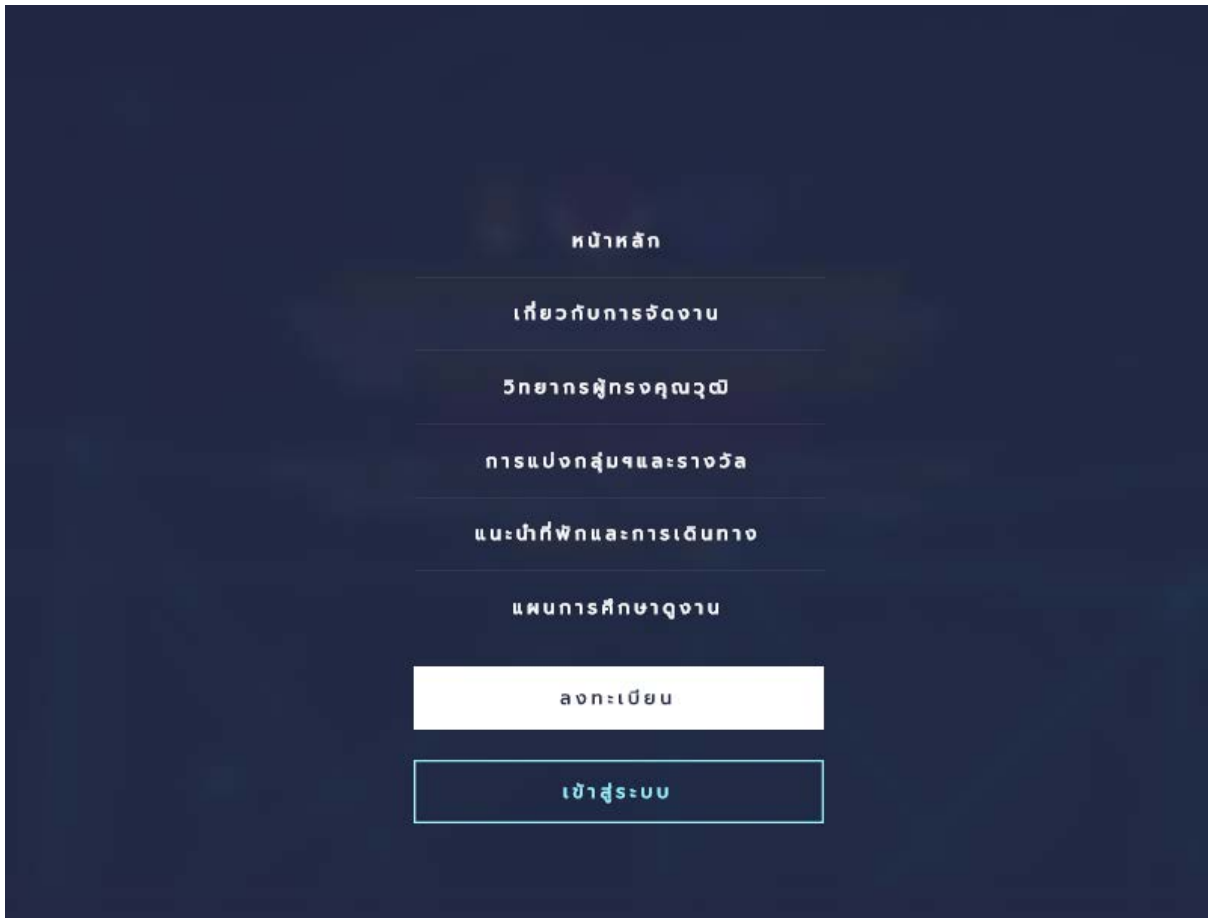 หน้าหลัก
เกี่ยวกับการจัดงาน
วิทยากรผู้ทรงคุณวุฒิ
การแบ่งกลุ่มฯและรางวัล
แนะนำที่พักและการเดินทาง
แผนการศึกษาดูงาน
ลงทะเบียน
เข้าสู่ระบบ